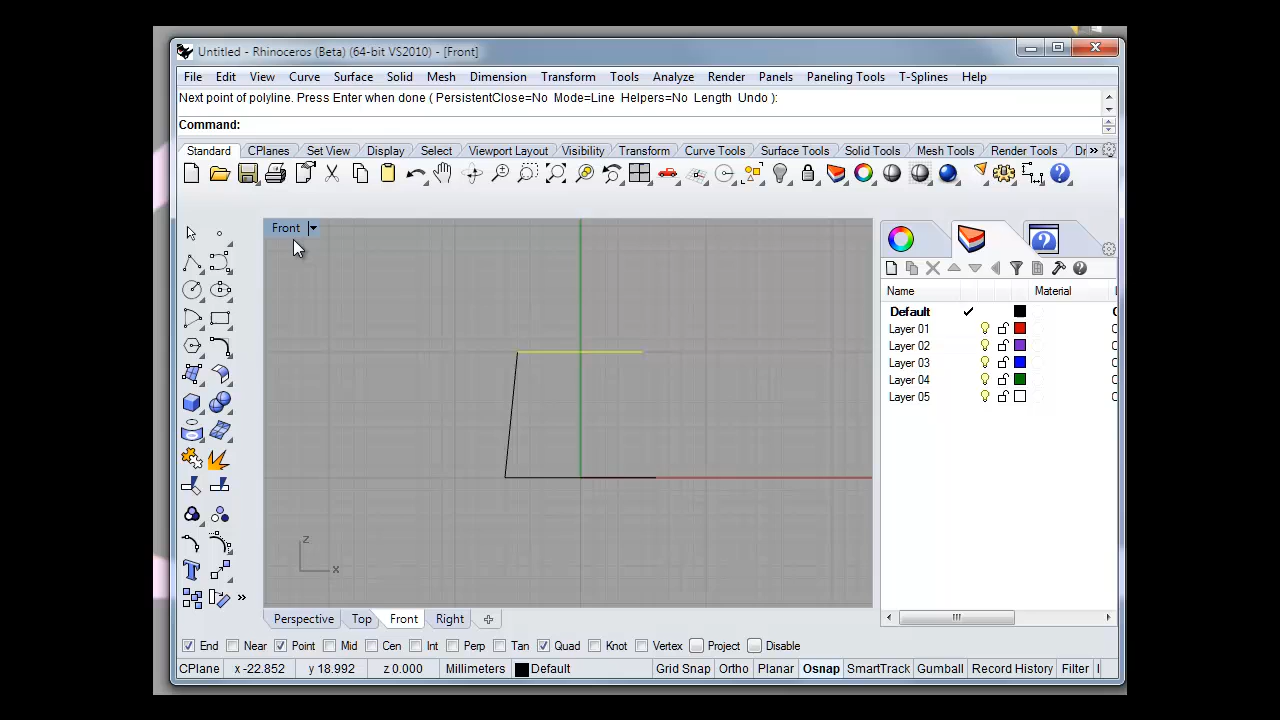 Untitled - Rhinoceros (Beta) (64-bit VS2010) - [Front]
File Edit View Curve Surface Solid Mesh Dimension Transform Tools Analyze Render Panels Paneling Tools T-Splines Help
Next point of polyline. Press Enter when done ( PersistentClose=No Mode=Line Helpers=No Length Undo ):
Command:
Standard CPlanes Set View Display Select Viewport Layout Visibility Transform Curve Tools Surface Tools Solid Tools Mesh Tools Render Tools Dr
Front
Name Material
Default
Layer 01
Layer 02
Layer 03
Layer 04
Layer 05
z
x
Perspective Top Front Right
End Near Point Mid Cen Int Perp Tan Quad Knot Vertex Project Disable
CPlane x -22.852 y 18.992 z 0.000 Millimeters Default Grid Snap Ortho Planar Osnap SmartTrack Gumball Record History Filter